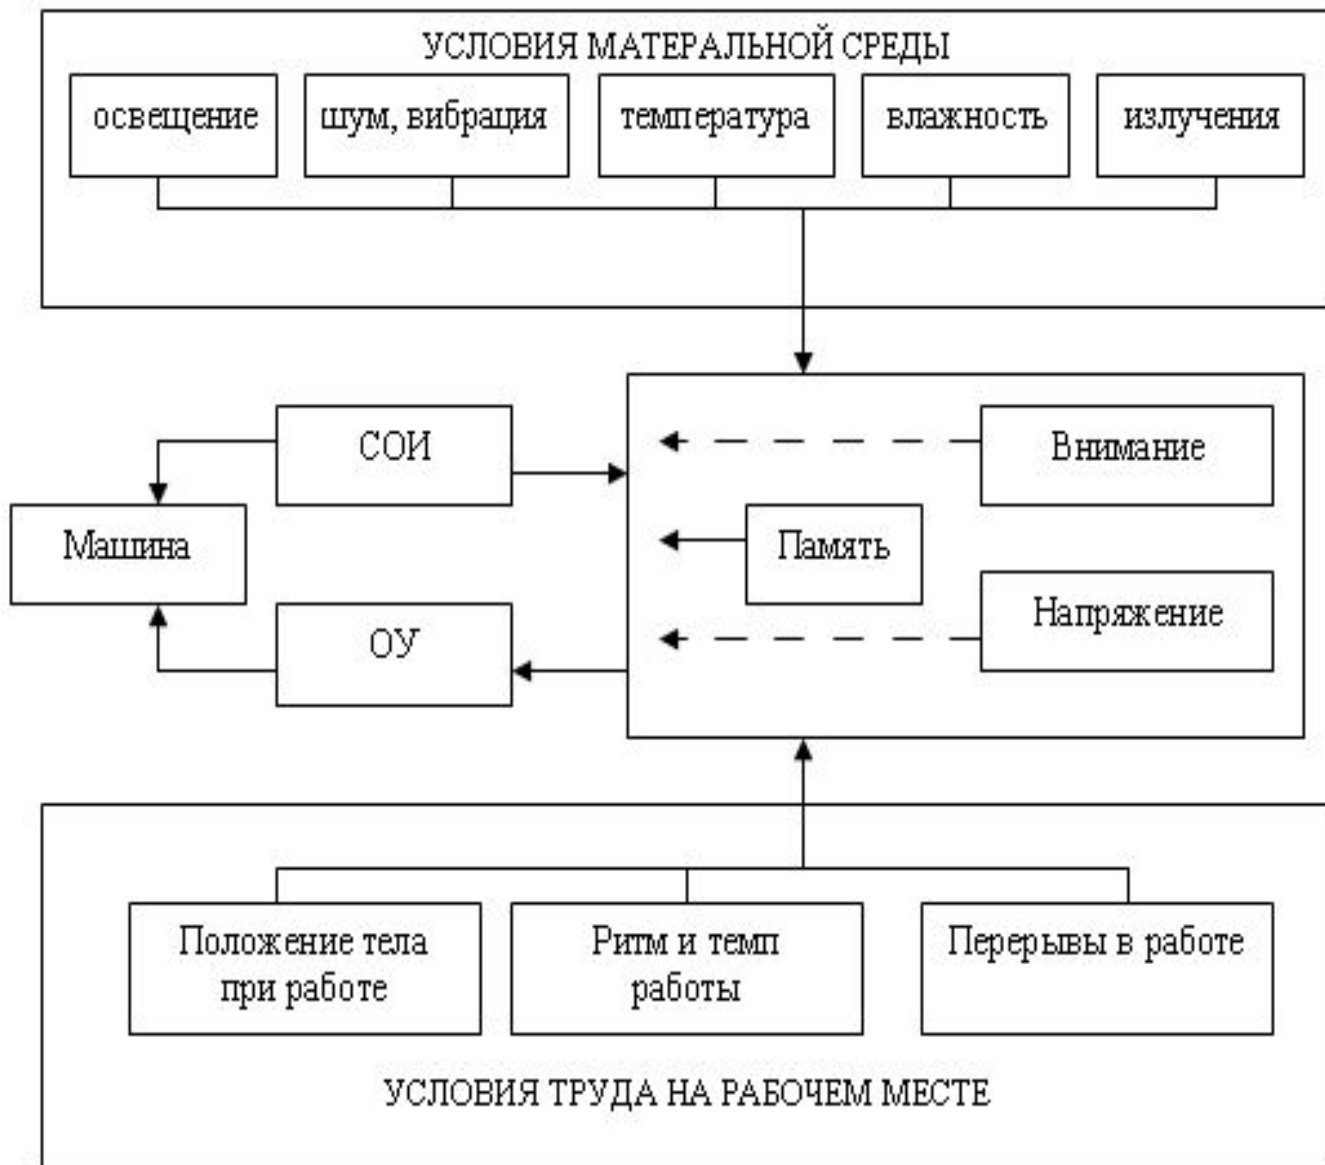 УСЛОВИЯ МАТЕРАЛЬНОЙ СРЕДЫ
освещение
шум, вибрация
температура
влажность
излучения
СОИ
Внимание
Машина
Память
ОУ
Напряжение
Положение тела
при работе
Ритм и темп
работы
Перерывы в работе
УСЛОВИЯ ТРУДА НА РАБОЧЕМ МЕСТЕ